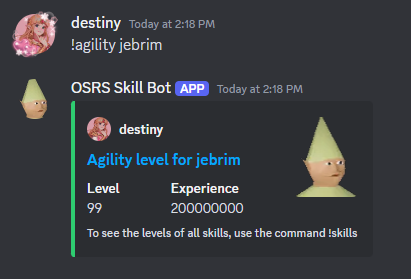 destiny Today at 2:18 PM
!agility jebrim
OSRS Skill Bot APP Today at 2:18 PM
destiny
Agility level for jebrim
Level Experience
99 200000000
To see the levels of all skills, use the command !skills